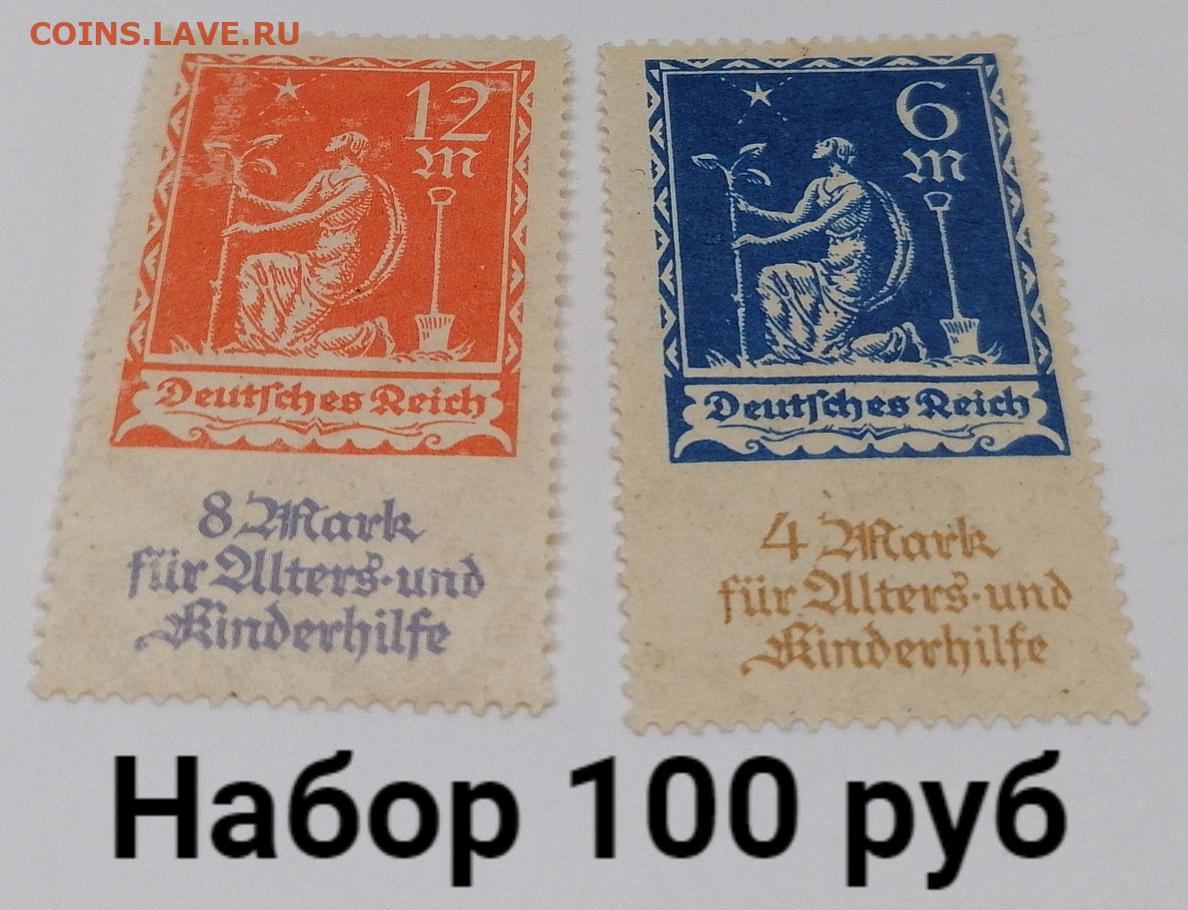 COINS.LAVE.RU
12
M
Deutsches Reich
8 Mark
für Alters- und
Kinderhilfe
6
M
Deutsches Reich
4 Mark
für Alters- und
Kinderhilfe
Набор 100 руб